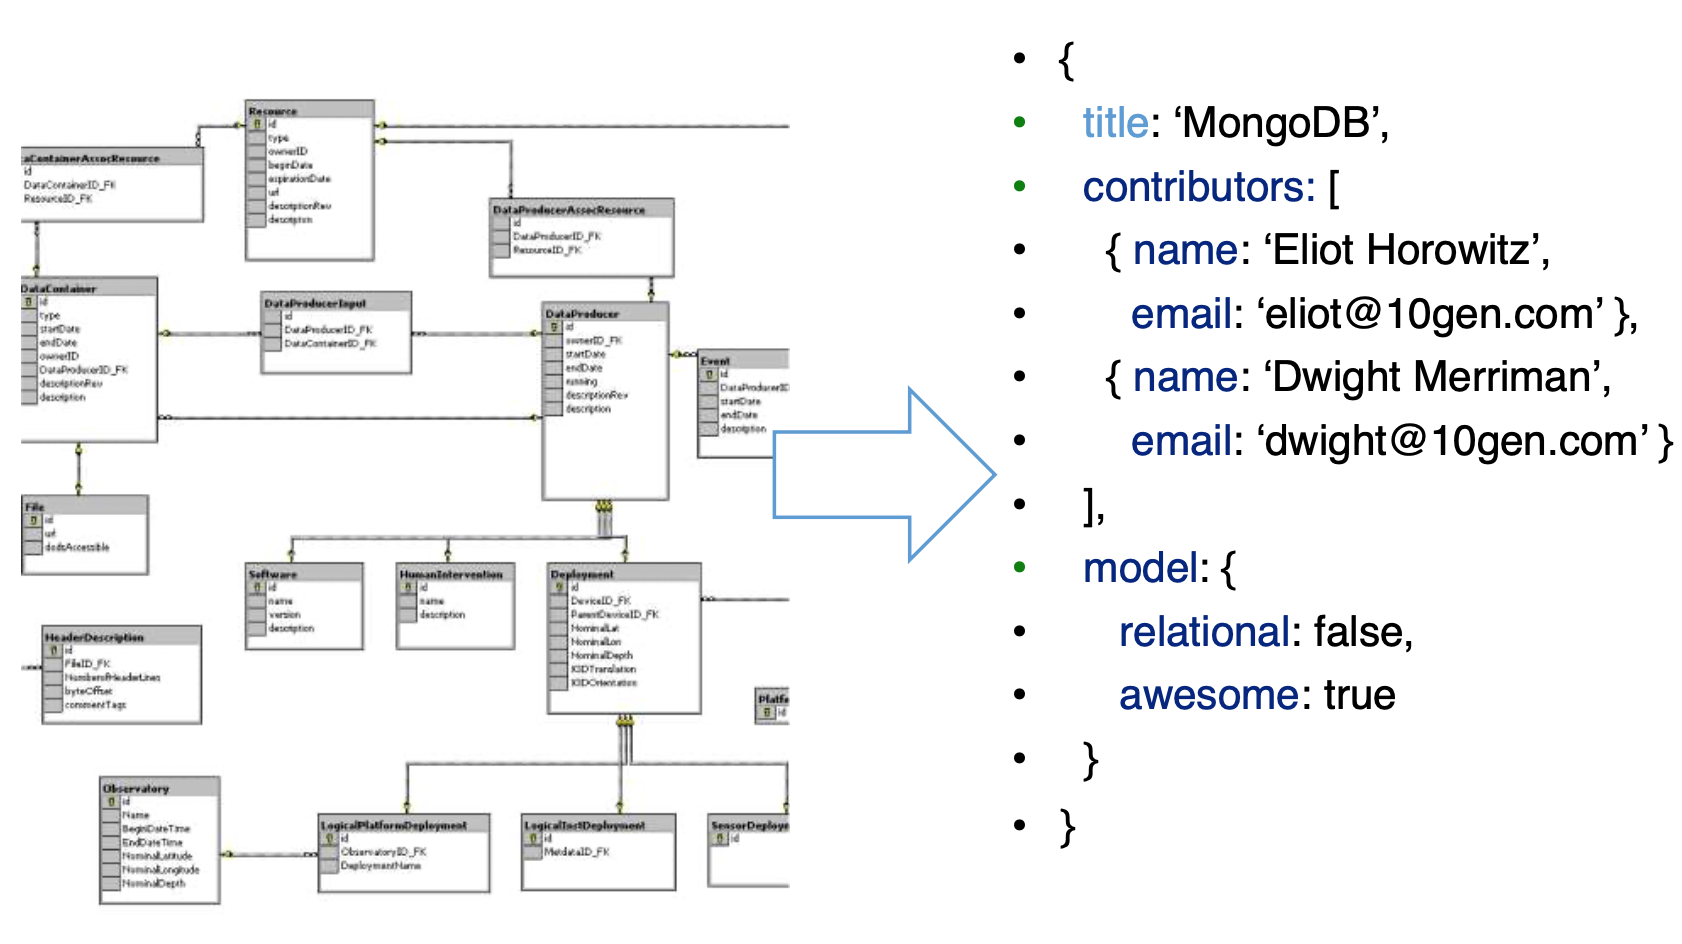 Resource
id
type
ownerID
beginDate
expirationDate
url
descriptionRev
description
aContainerAssocResource
id
DataContainerID_FK
ResourceID_FK
DataProducerAssocResource
id
DataProducerID_FK
ResourceID_FK
DataContainer
id
type
startDate
endDate
ownerID
DataProducerID_FK
descriptionRev
description
DataProducerInput
id
DataProducerID_FK
DataContainerID_FK
DataProducer
id
ownerID_FK
startDate
endDate
running
descriptionRev
description
Event
id
DataProducerID
startDate
endDate
description
File
id
url
dodsAccessible
Software
id
name
version
description
HumanIntervention
id
name
description
Deployment
id
DeviceID_FK
ParentDeviceID_FK
NominalLat
NominalLon
NominalDepth
HeaderDescription
id
FileID_FK
NumberofHeaderLines
byteOffset
commentTags
Platf
id
Observatory
id
Name
BeginDateTime
EndDateTime
NominalLatitude
NominalLongitude
NominalDepth
LogicalPlatformDeployment
id
ObservatoryID_FK
DeploymentName
LogicalInstDeployment
id
MetdataID_FK
SensorDeploy
id
• {
• title: ‘MongoDB’,
• contributors: [
• { name: ‘Eliot Horowitz’,
• email: ‘eliot@10gen.com’ },
• { name: ‘Dwight Merriman’,
• email: ‘dwight@10gen.com’ }
• ],
• model: {
• relational: false,
• awesome: true
• }
• }